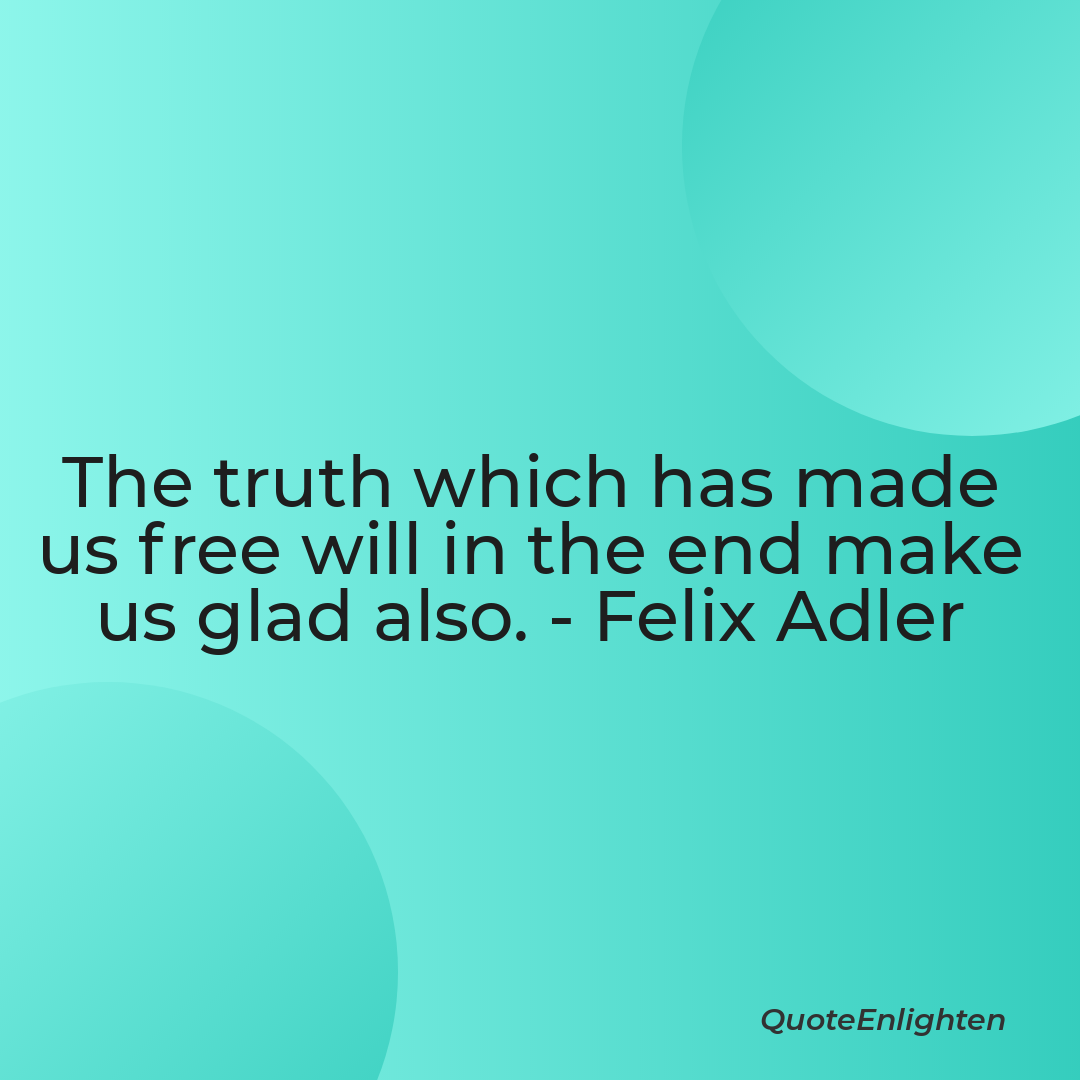 The truth which has made
us free will in the end make
us glad also. - Felix Adler
QuoteEnlighten